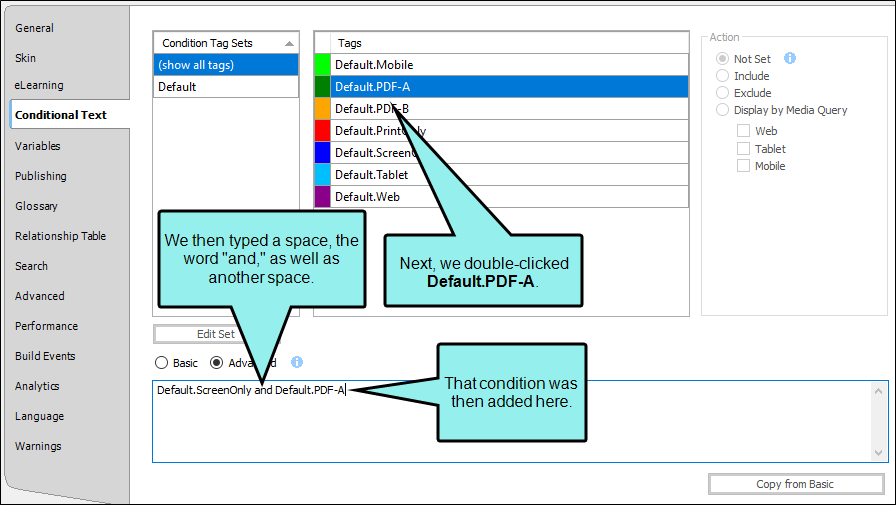 General
Skin
eLearning
Conditional Text
Variables
Publishing
Glossary
Relationship Table
Search
Advanced
Performance
Build Events
Analytics
Language
Warnings
Condition Tag Sets
(show all tags)
Default
Tags
Default.Mobile
Default.PDF-A
Default.PDF-B
Default.PrintOnly
Default.ScreenO
Default.Tablet
Default.Web
Action
Not Set
Include
Exclude
Display by Media Query
Web
Tablet
Mobile
We then typed a space, the
word "and," as well as
another space.
Next, we double-clicked
Default.PDF-A.
Edit Set
Basic
Advanced
Default.ScreenOnly and Default.PDF-A
That condition was
then added here.
Copy from Basic